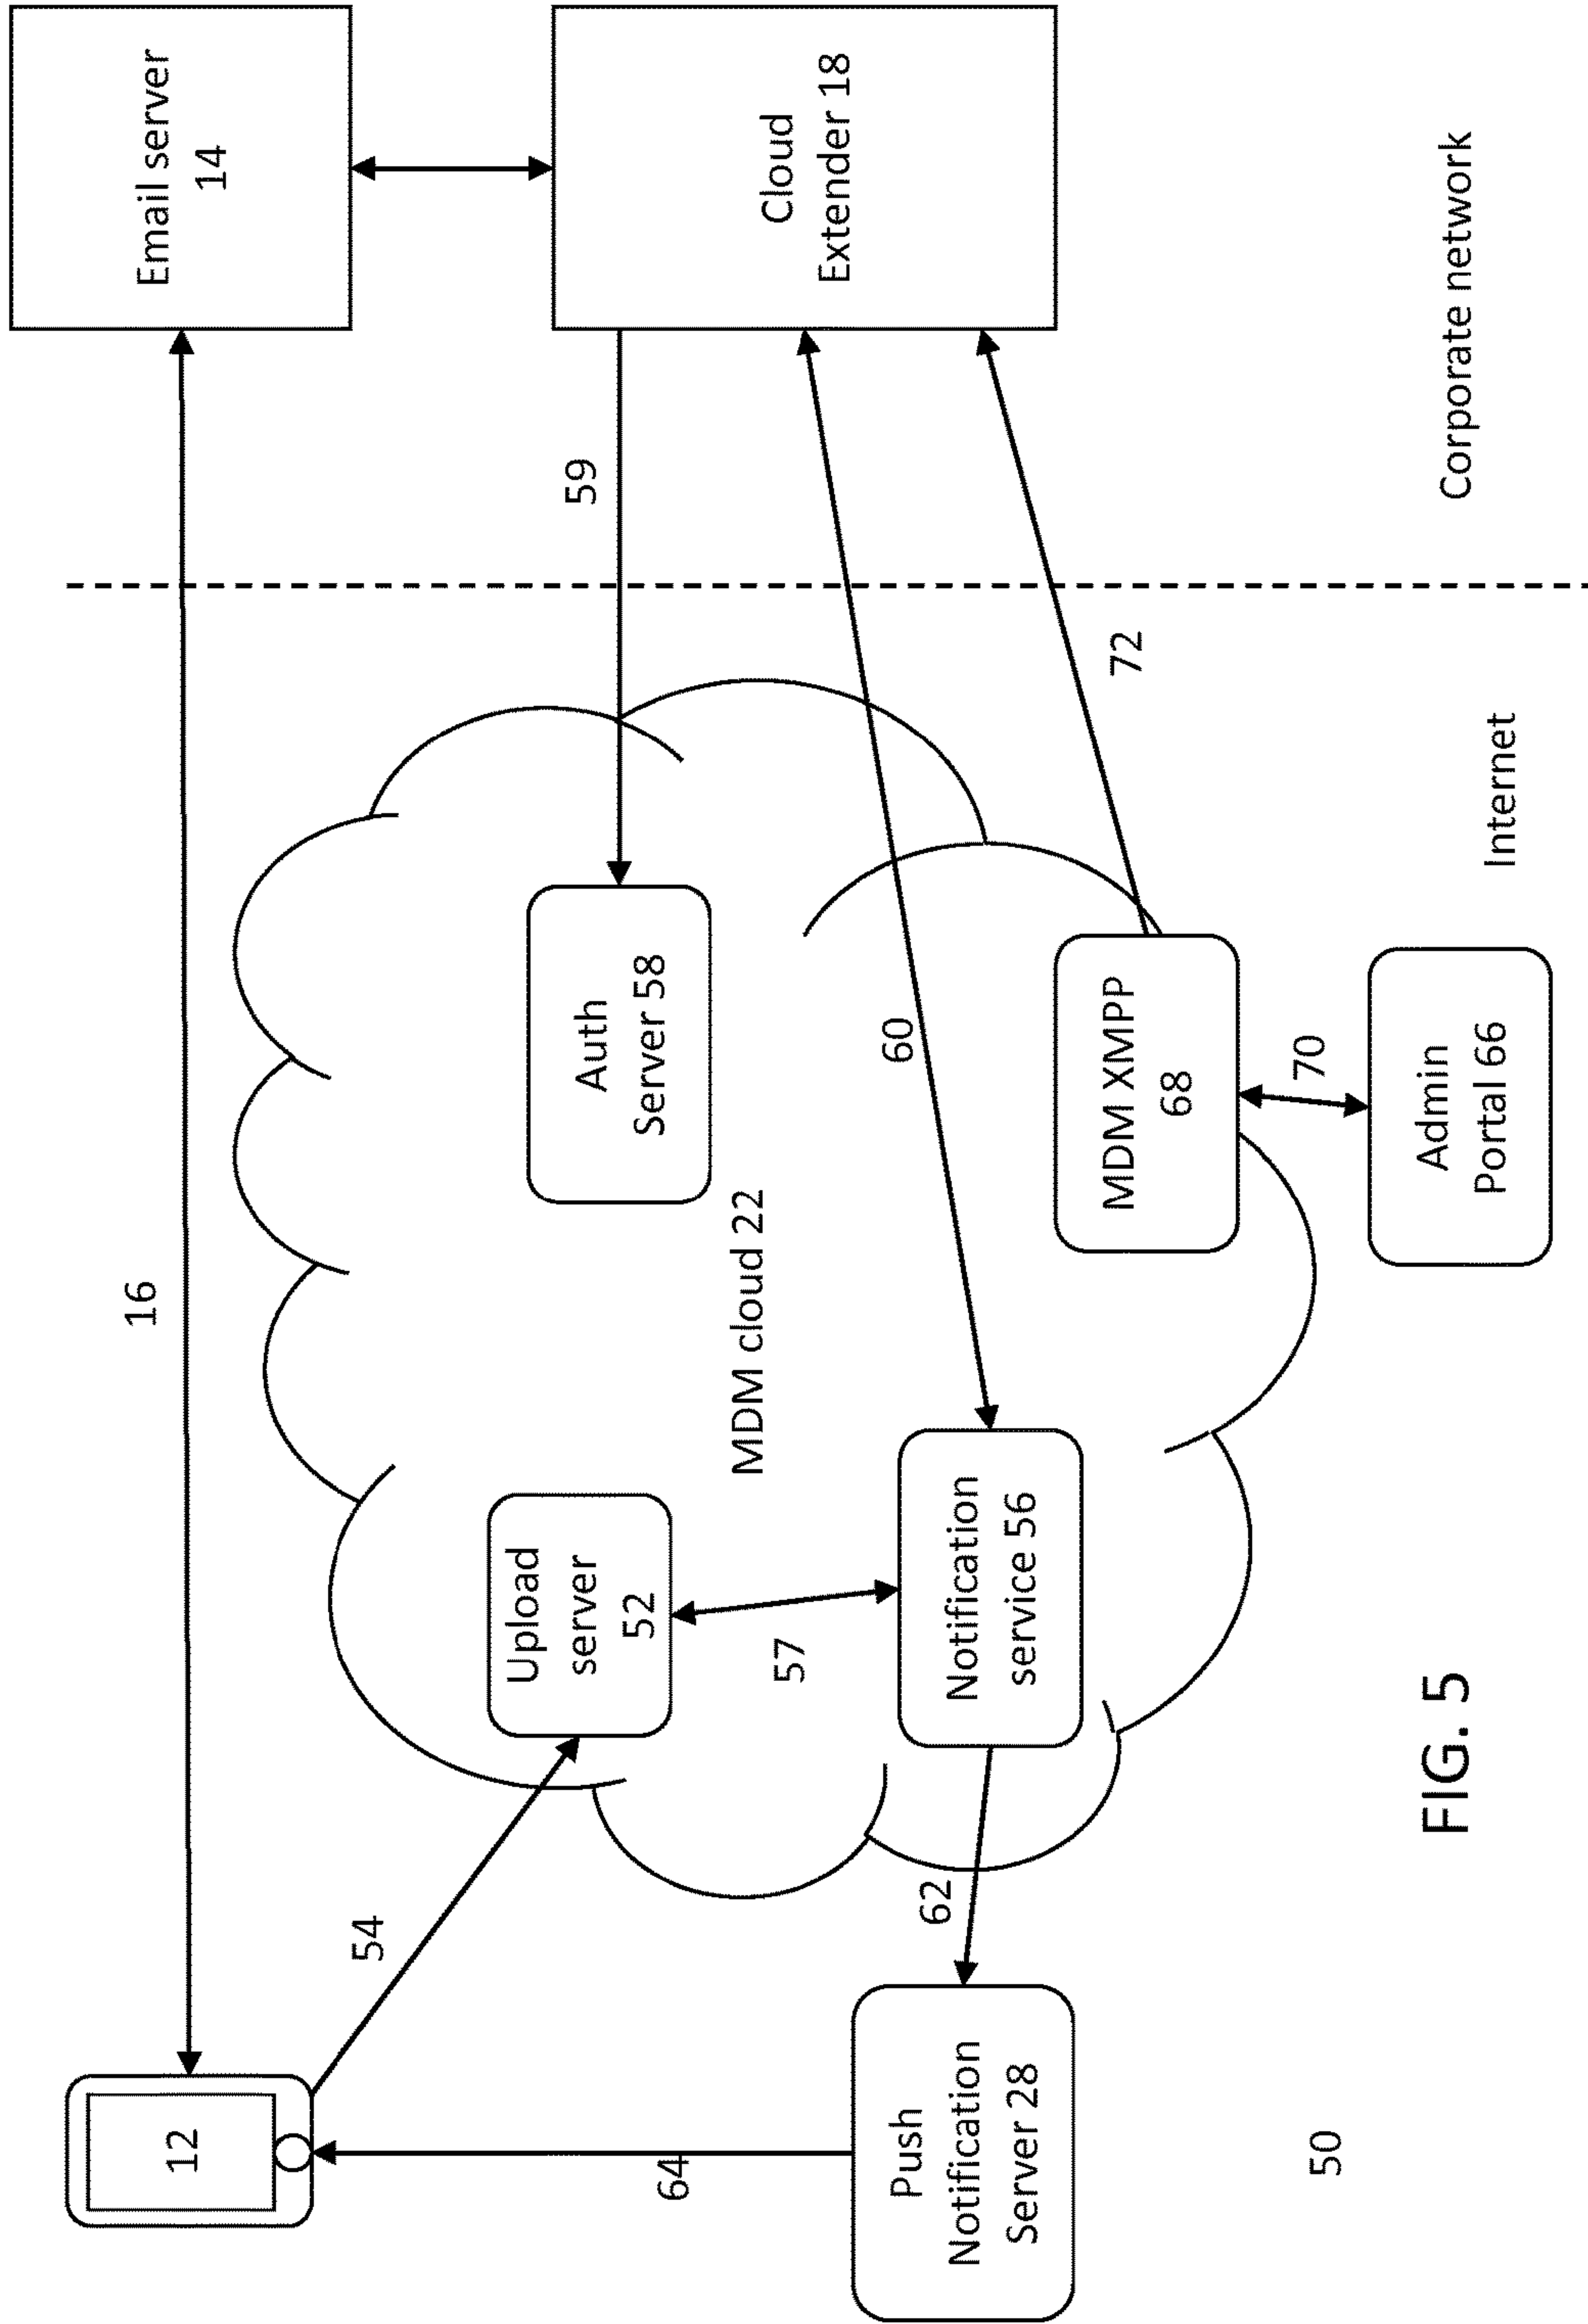 12
16
Email server
14
54
Upload
server
52
Auth
Server 58
59
Cloud
Extender 18
64
57
MDM cloud 22
Push
Notification
Server 28
62
Notification
service 56
60
MDM XMPP
68
72
70
Admin
Portal 66
50
FIG. 5
Internet
Corporate network